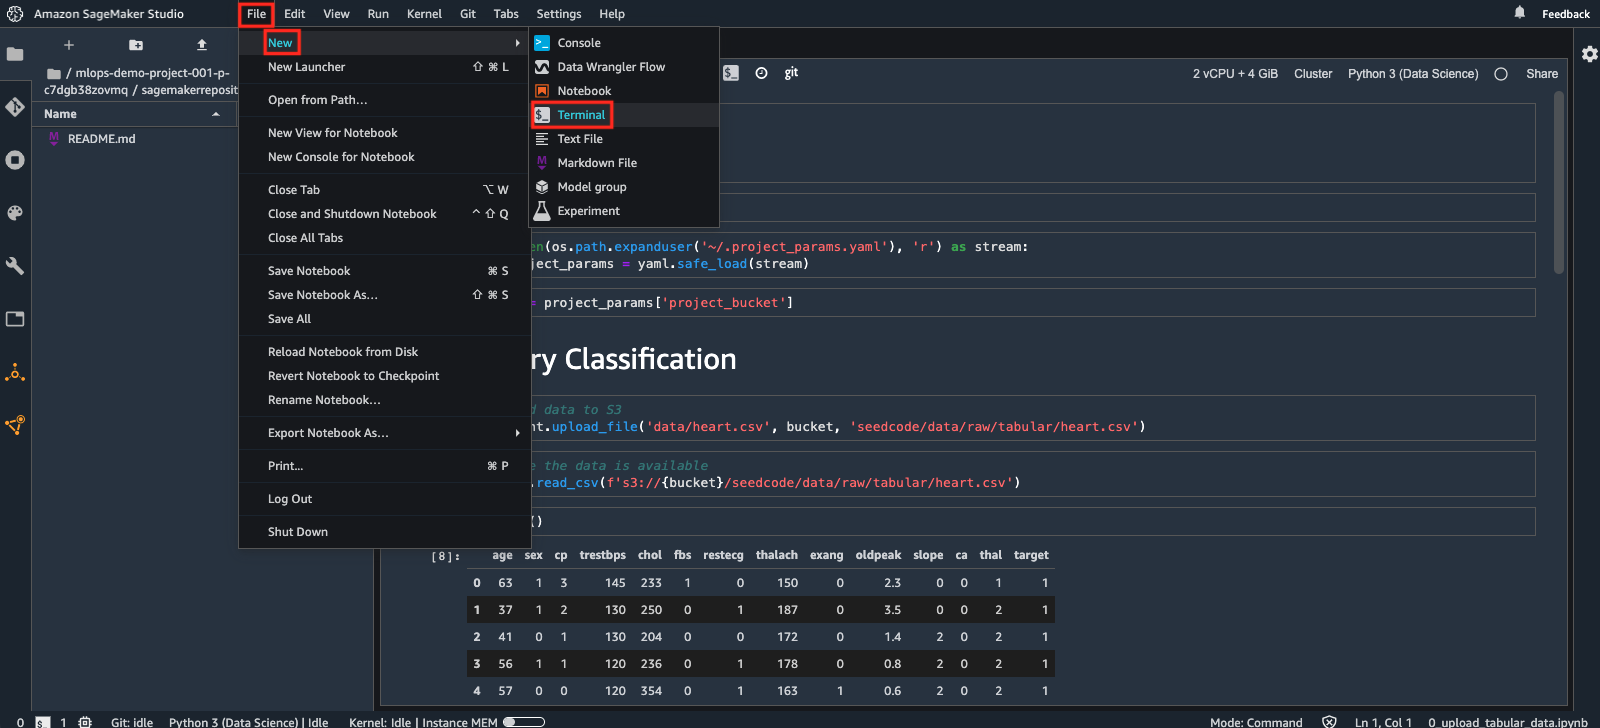 Amazon SageMaker Studio
File Edit View Run Kernel Git Tabs Settings Help
Feedback
/ mlops-demo-project-001-p-
c7dgb38zovmq / sagemakerreposit
Name
README.md
New
New Launcher ⇧ ⌘ L
Open from Path…
New View for Notebook
New Console for Notebook
Close Tab ⌥ W
Close and Shutdown Notebook ^ ⇧ Q
Close All Tabs
Save Notebook ⌘ S
Save Notebook As… ⇧ ⌘ S
Save All
Reload Notebook from Disk
Revert Notebook to Checkpoint
Rename Notebook…
Export Notebook As…
Print… ⌘ P
Log Out
Shut Down
Console
Data Wrangler Flow
Notebook
$_ Terminal
Text File
Markdown File
Model group
Experiment
$_ git 2 vCPU + 4 GiB Cluster Python 3 (Data Science) Share
en(os.path.expanduser('~/.project_params.yaml'), 'r') as stream:
ject_params = yaml.safe_load(stream)
= project_params['project_bucket']
ry Classification
d data to S3
nt.upload_file('data/heart.csv', bucket, 'seedcode/data/raw/tabular/heart.csv')
e the data is available
.read_csv(f's3://{bucket}/seedcode/data/raw/tabular/heart.csv')
()
[8]: age sex cp trestbps chol fbs restecg thalach exang oldpeak slope ca thal target
0 63 1 3 145 233 1 0 150 0 2.3 0 0 1 1
1 37 1 2 130 250 0 1 187 0 3.5 0 0 2 1
2 41 0 1 130 204 0 0 172 0 1.4 2 0 2 1
3 56 1 1 120 236 0 1 178 0 0.8 2 0 2 1
4 57 0 0 120 354 0 1 163 1 0.6 2 0 2 1
0 $_ 1 Git: idle Python 3 (Data Science) | Idle Kernel: Idle | Instance MEM Mode: Command Ln 1, Col 1 0_upload_tabular_data.ipynb